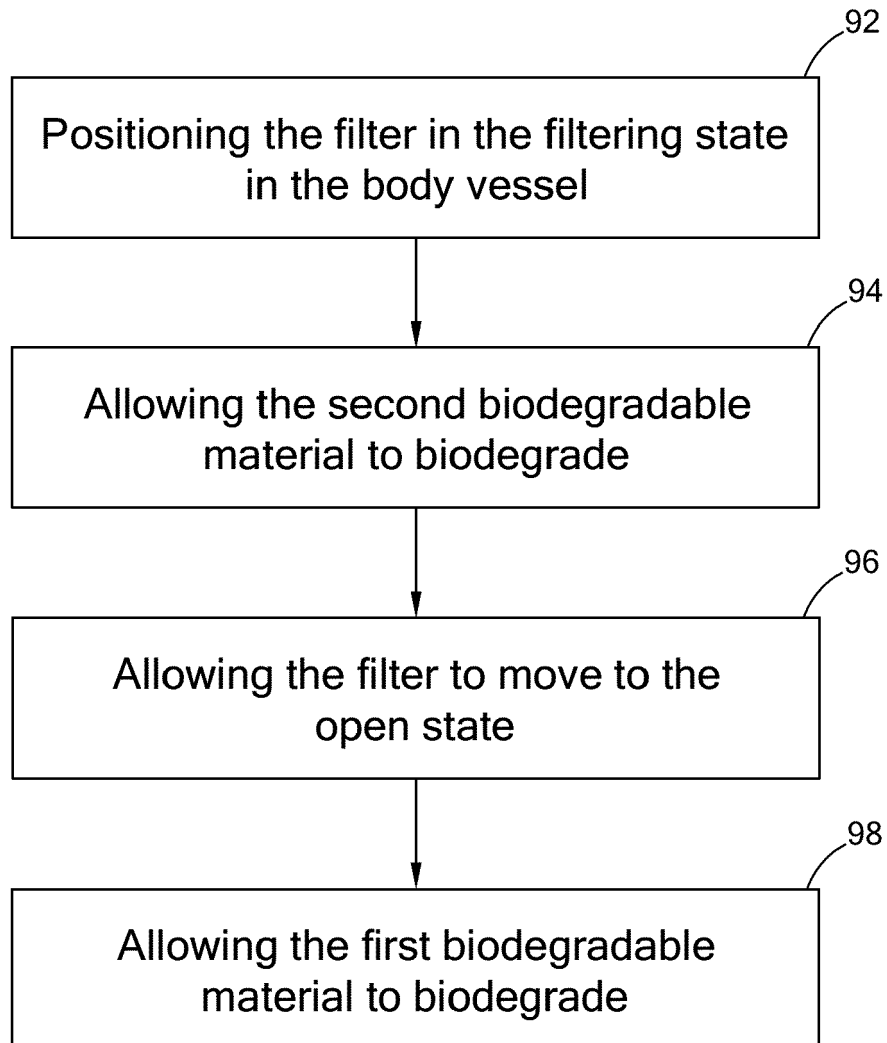 92
Positioning the filter in the filtering state
in the body vessel
94
Allowing the second biodegradable
material to biodegrade
96
Allowing the filter to move to the
open state
98
Allowing the first biodegradable
material to biodegrade